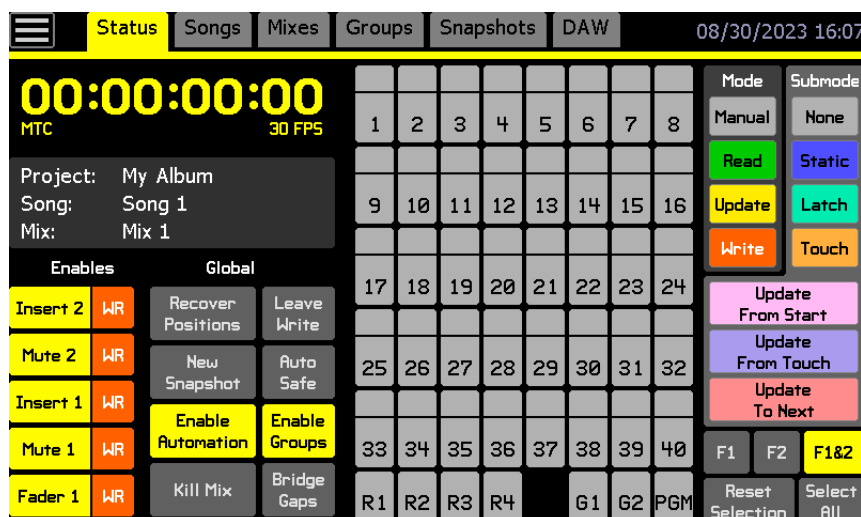 Status Songs Mixes Groups Snapshots DAW 08/30/2023 16:07
00:00:00:00
MTC 30 FPS
Project: My Album
Song: Song 1
Mix: Mix 1
Enables Global
Insert 2 WR
Mute 2 WR
Insert 1 WR
Mute 1 WR
Fader 1 WR
Recover
Positions
Leave
Write
New
Snapshot
Auto
Safe
Enable
Automation
Enable
Groups
Kill Mix
Bridge
Gaps
1 2 3 4 5 6 7 8
9 10 11 12 13 14 15 16
17 18 19 20 21 22 23 24
25 26 27 28 29 30 31 32
33 34 35 36 37 38 39 40
R1 R2 R3 R4 G1 G2 PGM
Mode Submode
Manual None
Read Static
Update Latch
Write Touch
Update
From Start
Update
From Touch
Update
To Next
F1 F2 F1&2
Reset
Selection
Select
All